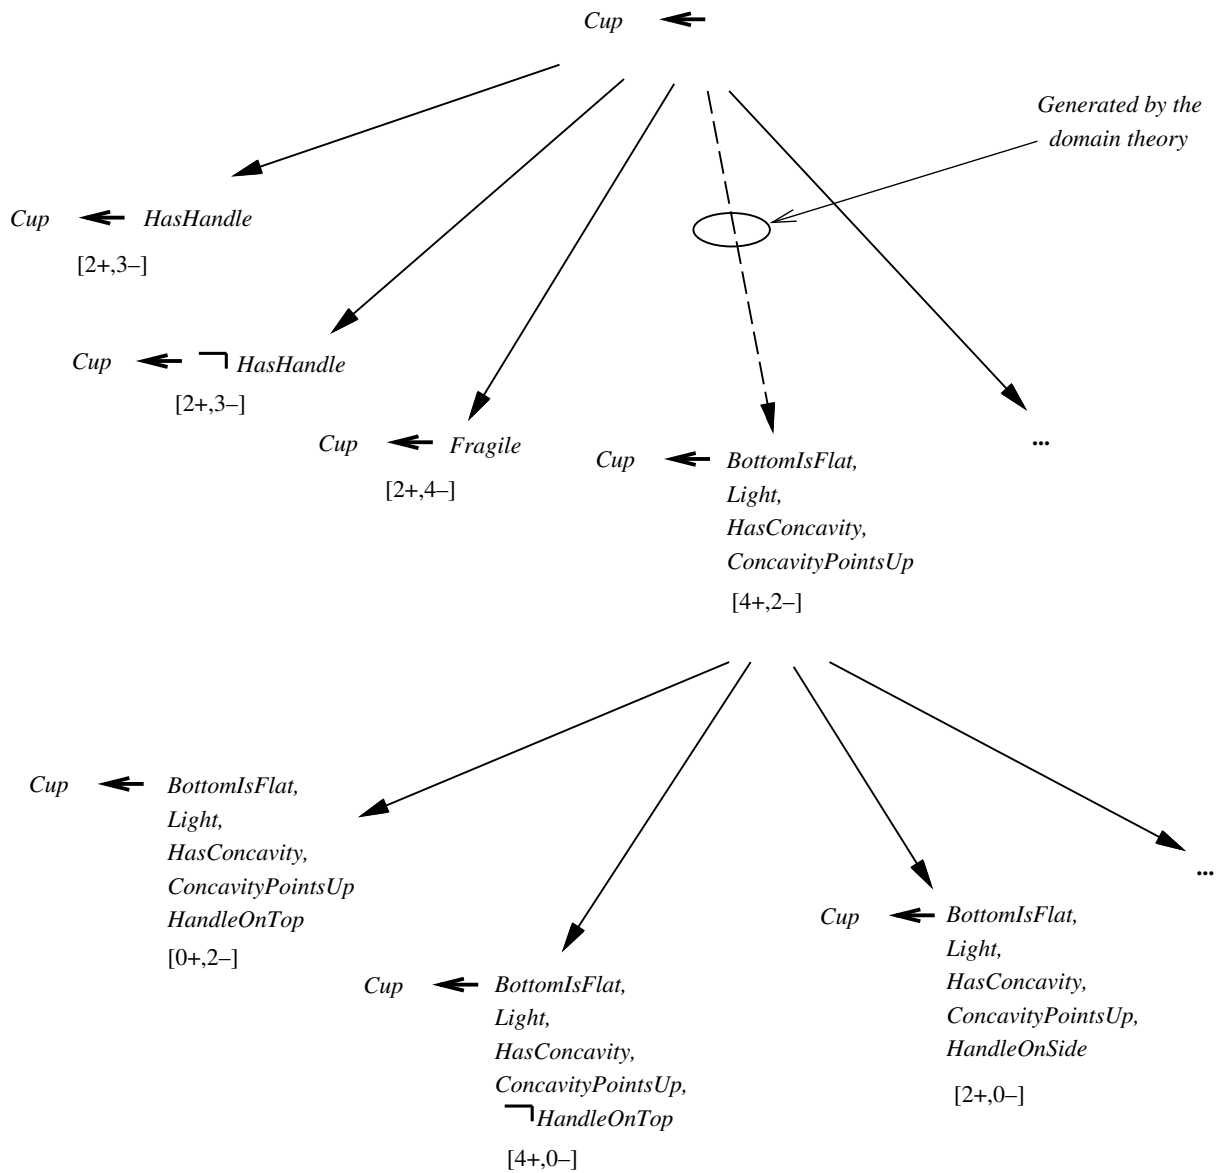 Cup
Generated by the
domain theory
Cup HasHandle
[2+,3–]
Cup ¬ HasHandle
[2+,3–]
Cup Fragile
[2+,4–]
Cup BottomIsFlat,
Light,
HasConcavity,
ConcavityPointsUp
[4+,2–]
...
Cup BottomIsFlat,
Light,
HasConcavity,
ConcavityPointsUp
HandleOnTop
[0+,2–]
Cup BottomIsFlat,
Light,
HasConcavity,
ConcavityPointsUp,
¬HandleOnTop
[4+,0–]
Cup BottomIsFlat,
Light,
HasConcavity,
ConcavityPointsUp,
HandleOnSide
[2+,0–]
...